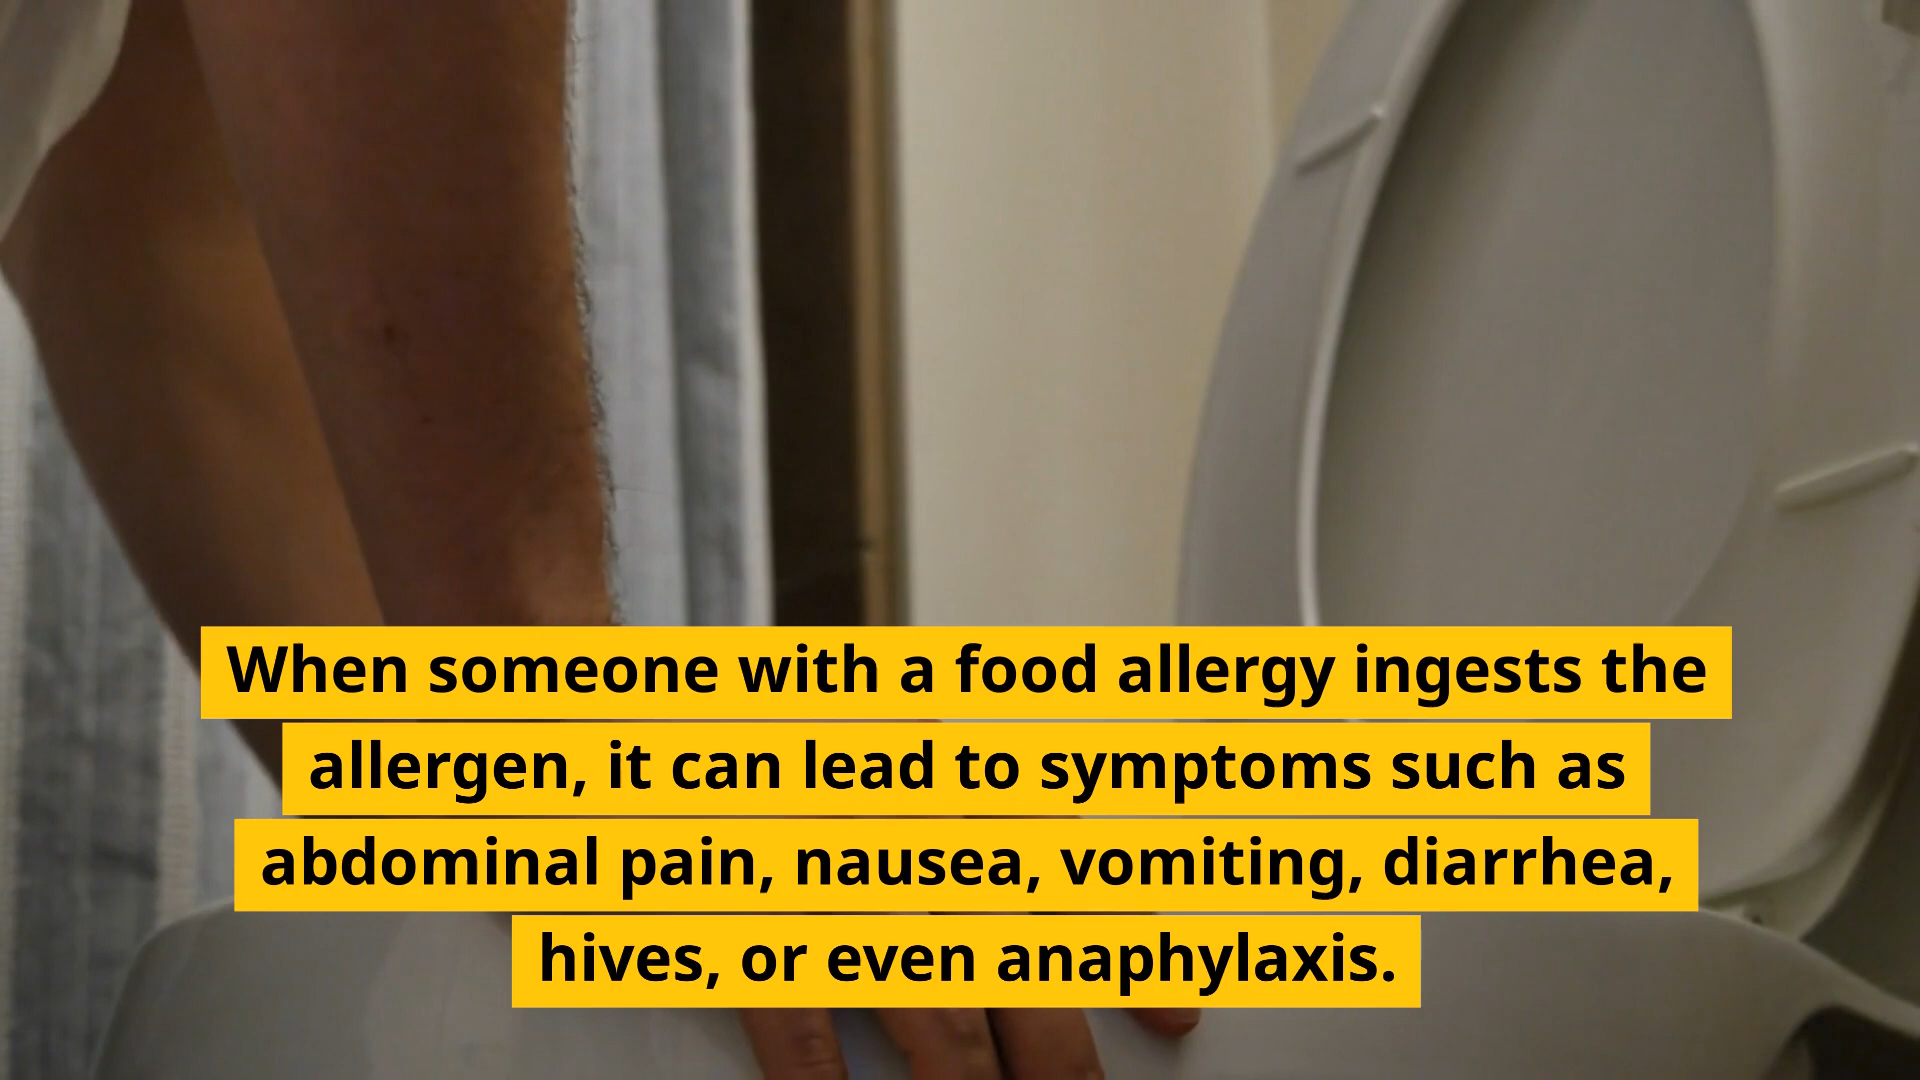 When someone with a food allergy ingests the
allergen, it can lead to symptoms such as
abdominal pain, nausea, vomiting, diarrhea,
hives, or even anaphylaxis.